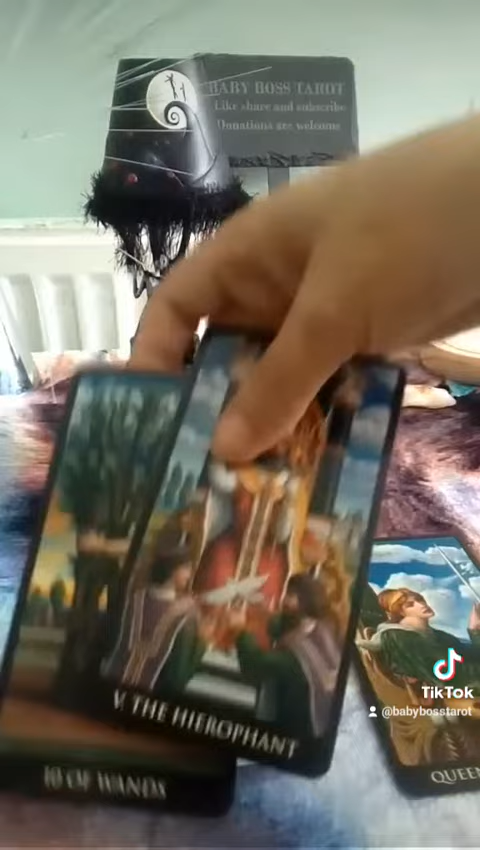 BABY BOSS TAROT
Like share and subscribe
Donations are welcome
V. THE HIEROPHANT
10 OF WANDS
QUEEN
TikTok
@babybosstarot